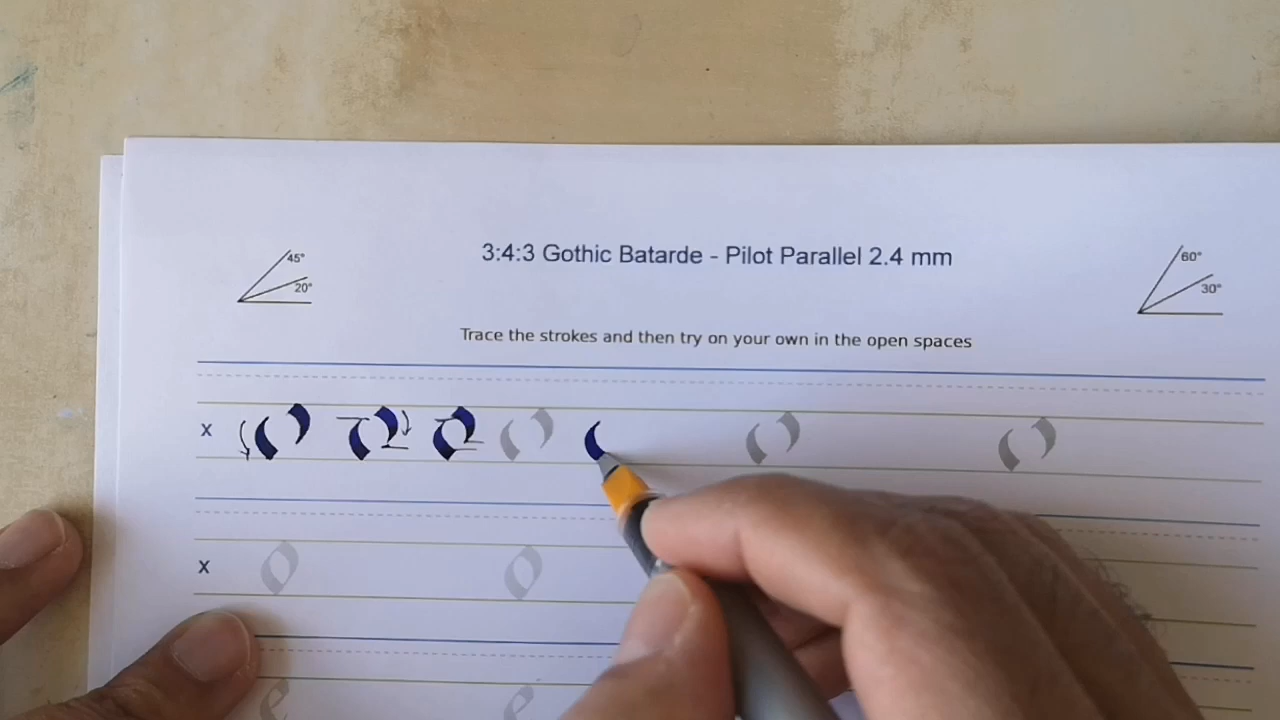 45° 20°
3:4:3 Gothic Batarde - Pilot Parallel 2.4 mm
60° 30°
Trace the strokes and then try on your own in the open spaces
x
x o o
e e